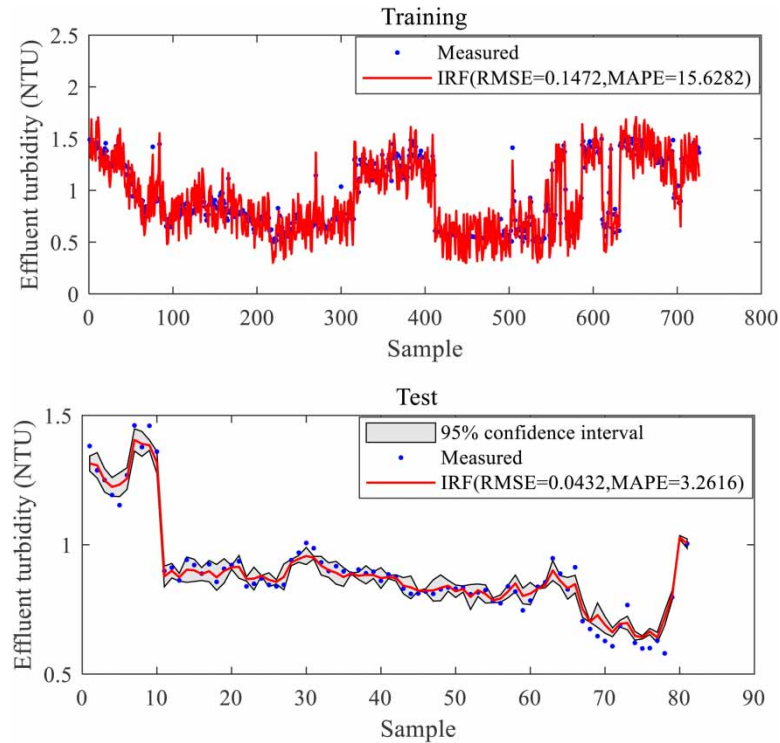 Training
2.5
2
1.5
1
0.5
0
Effluent turbidity (NTU)
Measured
IRF(RMSE=0.1472,MAPE=15.6282)
0 100 200 300 400 500 600 700 800
Sample
Test
1.5
1
0.5
Effluent turbidity (NTU)
95% confidence interval
Measured
IRF(RMSE=0.0432,MAPE=3.2616)
0 10 20 30 40 50 60 70 80 90
Sample